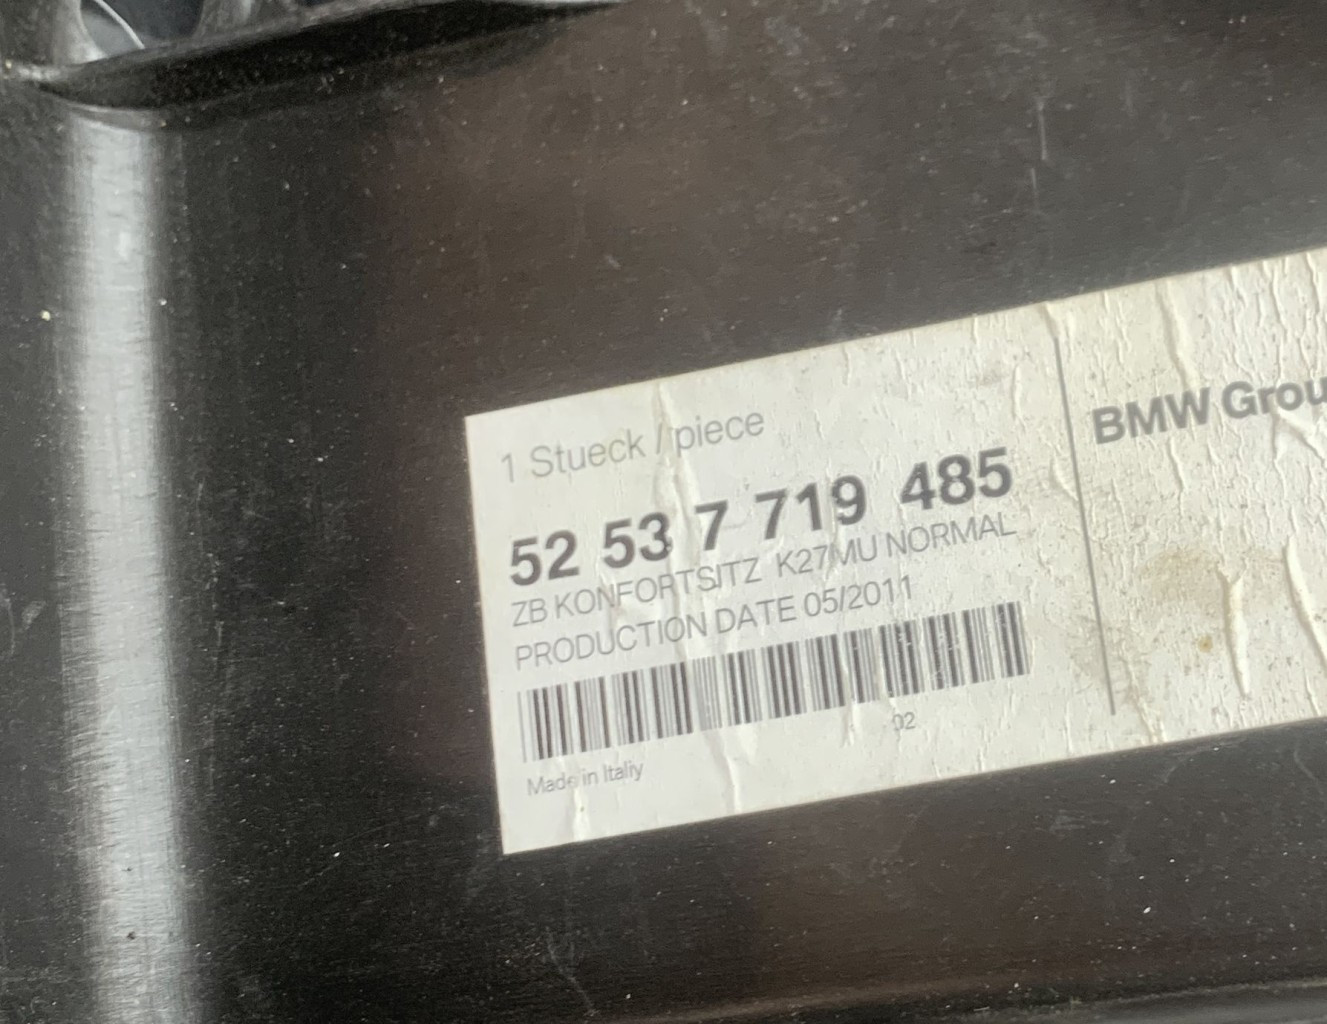 1 Stueck / piece
52 53 7 719 485
ZB KONFORTSITZ K27MU NORMAL
PRODUCTION DATE 05/2011
02
Made in Italiy
BMW Grou